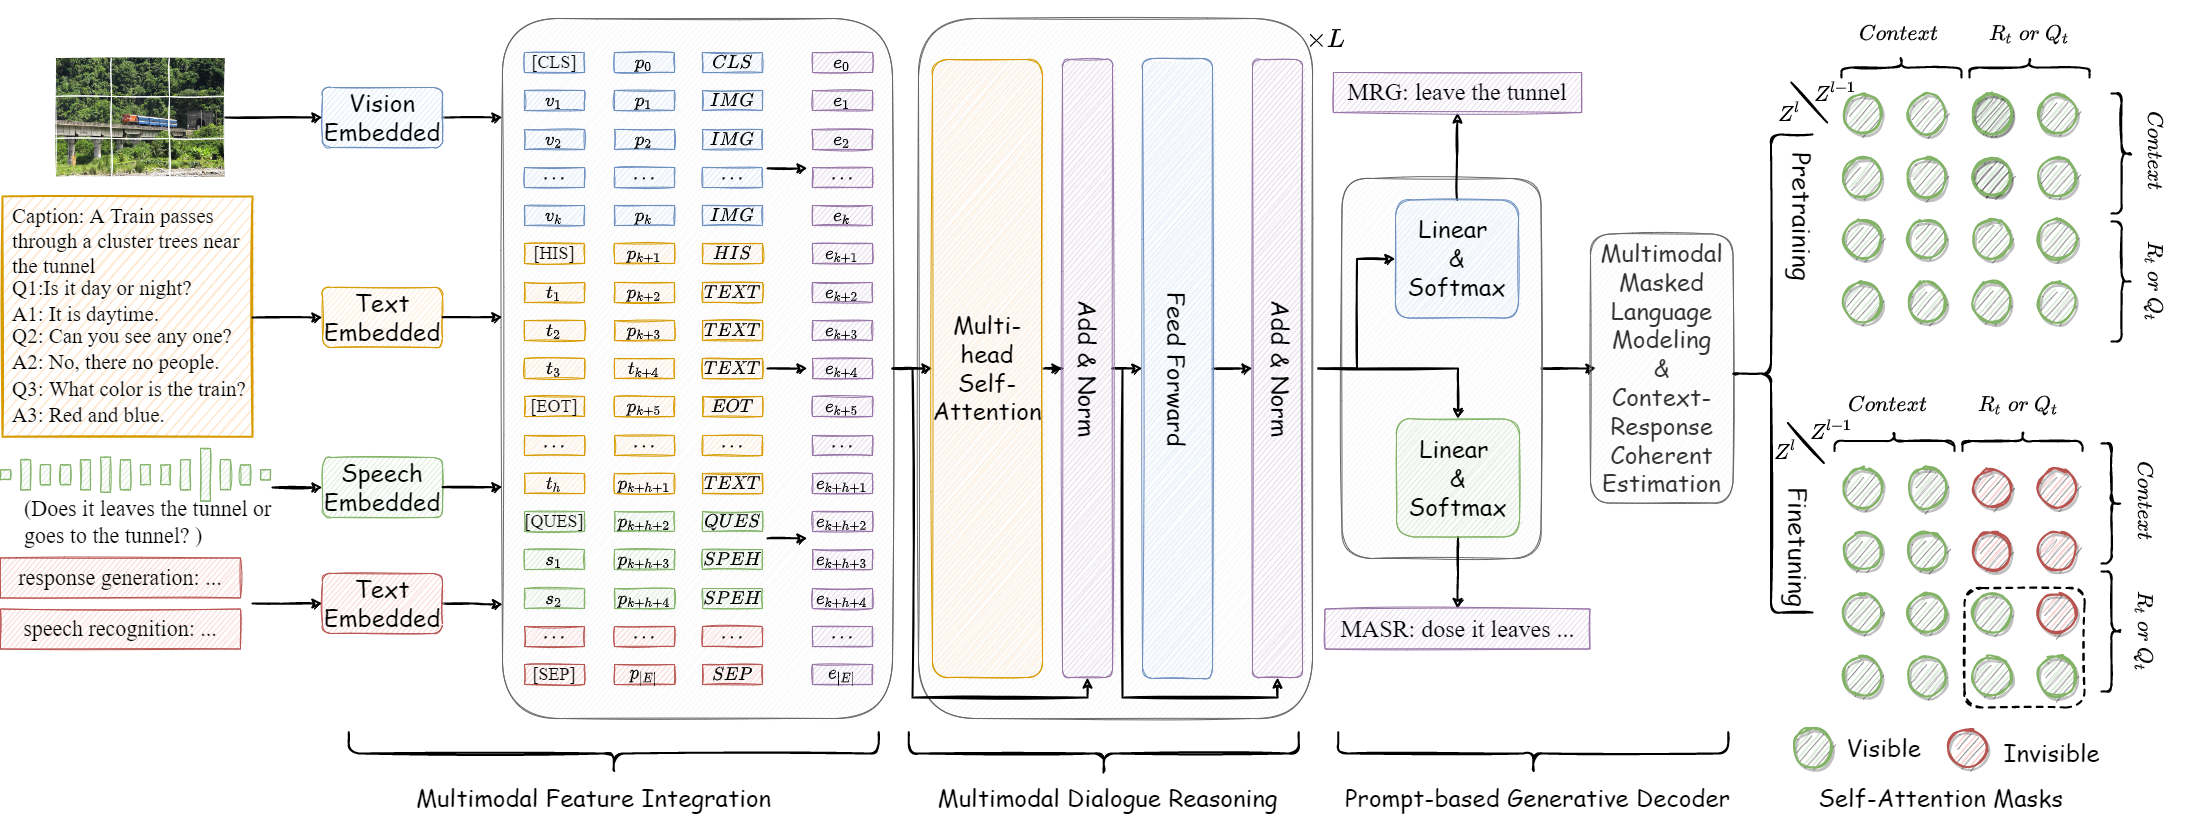 Caption: A Train passes
through a cluster trees near
the tunnel
Q1:Is it day or night?
A1: It is daytime.
Q2: Can you see any one?
A2: No, there no people.
Q3: What color is the train?
A3: Red and blue.
(Does it leaves the tunnel or
goes to the tunnel? )
response generation: ...
speech recognition: ...
Vision
Embedded
Text
Embedded
Speech
Embedded
Text
Embedded
[CLS] p_0 CLS e_0
v_1 p_1 IMG e_1
v_2 p_2 IMG e_2
... ... ... ...
v_k p_k IMG e_k
[HIS] p_{k+1} HIS e_{k+1}
t_1 p_{k+2} TEXT e_{k+2}
t_2 p_{k+3} TEXT e_{k+3}
t_3 t_{k+4} TEXT e_{k+4}
[EOT] p_{k+5} EOT e_{k+5}
... ... ... ...
t_h p_{k+h+1} TEXT e_{k+h+1}
[QUES] p_{k+h+2} QUES e_{k+h+2}
s_1 p_{k+h+3} SPEH e_{k+h+3}
s_2 p_{k+h+4} SPEH e_{k+h+4}
... ... ... ...
[SEP] p_{|E|} SEP e_{|E|}
Multimodal Feature Integration
×L
Multi-
head
Self-
Attention
Add & Norm
Feed Forward
Add & Norm
Multimodal Dialogue Reasoning
MRG: leave the tunnel
Linear
&
Softmax
Linear
&
Softmax
MASR: dose it leaves ...
Multimodal
Masked
Language
Modeling
&
Context-
Response
Coherent
Estimation
Prompt-based Generative Decoder
Pretraining
Context
R_t or Q_t
Z^l
Z^{l-1}
Context
R_t or Q_t
Finetuning
Context
R_t or Q_t
Z^l
Z^{l-1}
Context
R_t or Q_t
Visible
Invisible
Self-Attention Masks